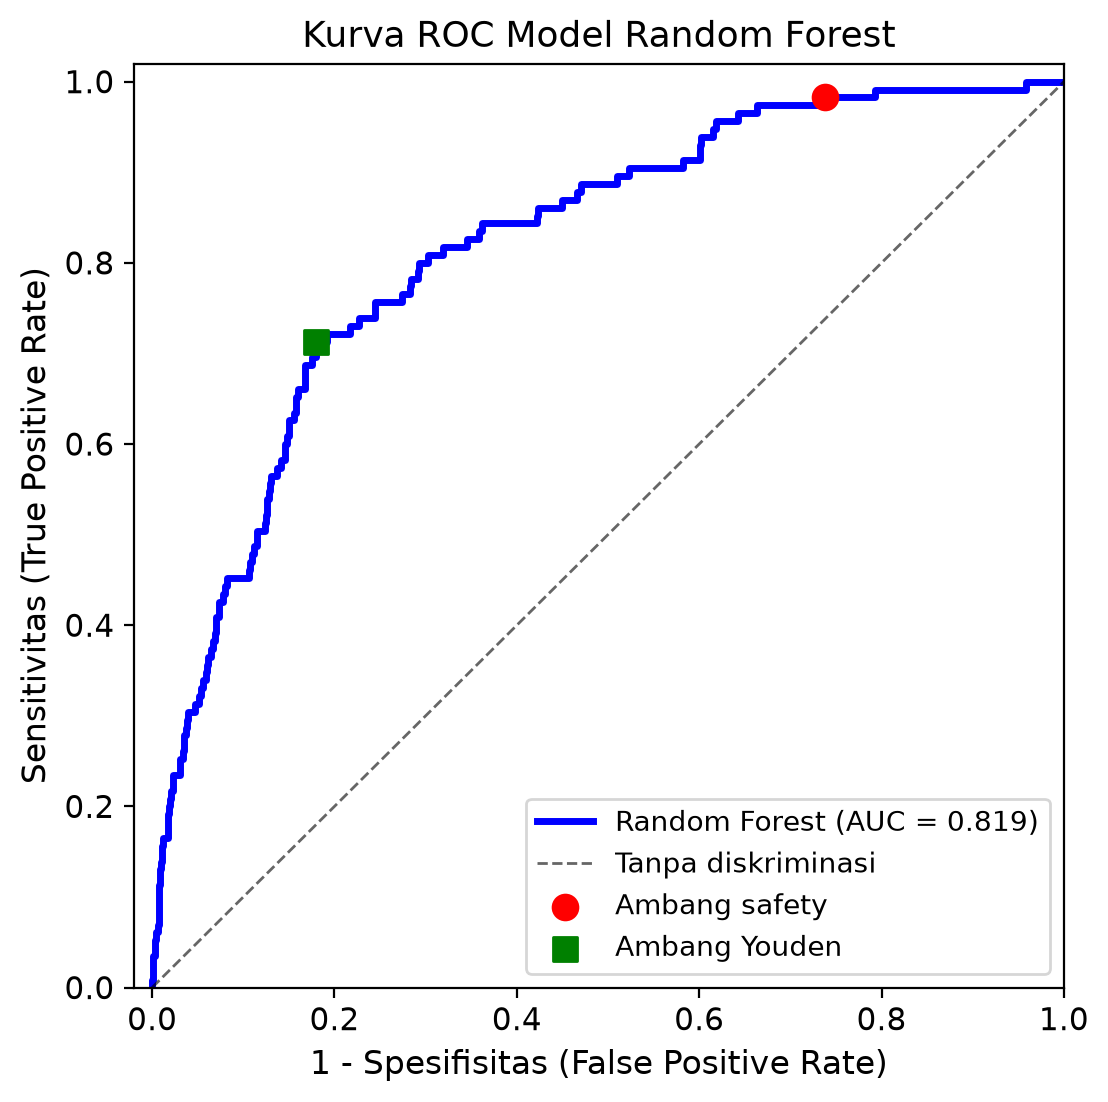 Kurva ROC Model Random Forest
Sensitivitas (True Positive Rate)
1.0
0.8
0.6
0.4
0.2
0.0
0.0 0.2 0.4 0.6 0.8 1.0
1 - Spesifisitas (False Positive Rate)
Random Forest (AUC = 0.819)
Tanpa diskriminasi
Ambang safety
Ambang Youden